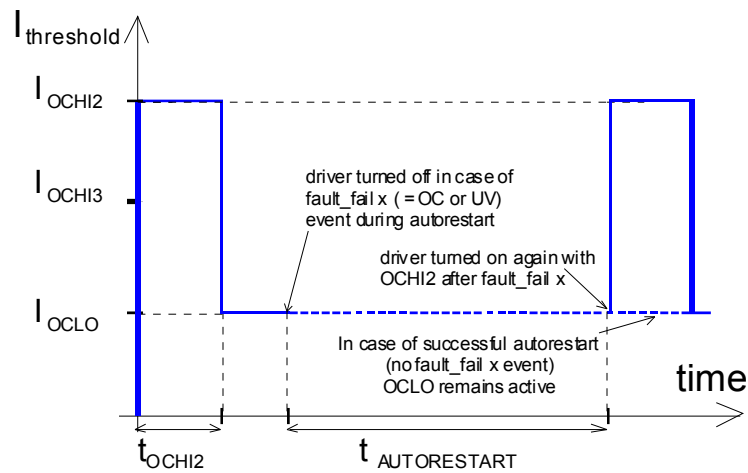 I threshold
I OCHI2
I OCHI3
driver turned off in case of
fault_fail x ( = OC or UV)
event during autorestart
driver turned on again with
OCHI2 after fault_fail x
I OCLO
In case of successful autorestart
(no fault_fail x event)
OCLO remains active
time
t OCHI2
t AUTORESTART